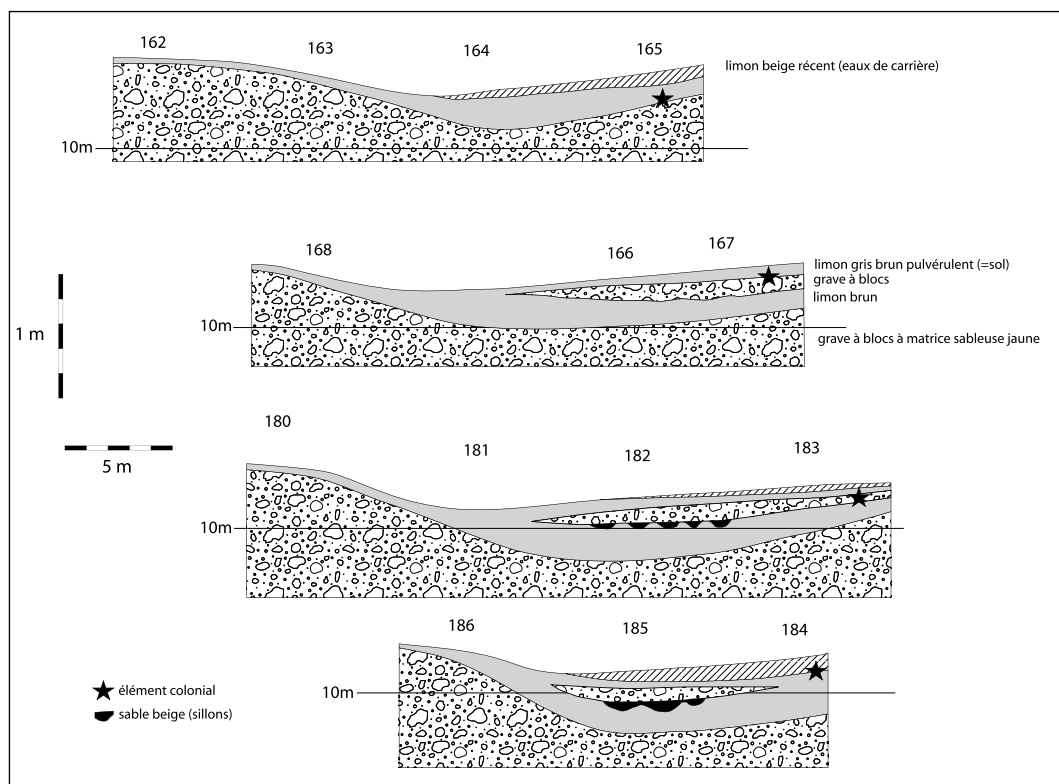 162 163 164 165
limon beige récent (eaux de carrière)
10m
168 166 167
limon gris brun pulvérulent (=sol)
grave à blocs
limon brun
10m
grave à blocs à matrice sableuse jaune
1 m
5 m
180 181 182 183
10m
186 185 184
10m
élément colonial
sable beige (sillons)